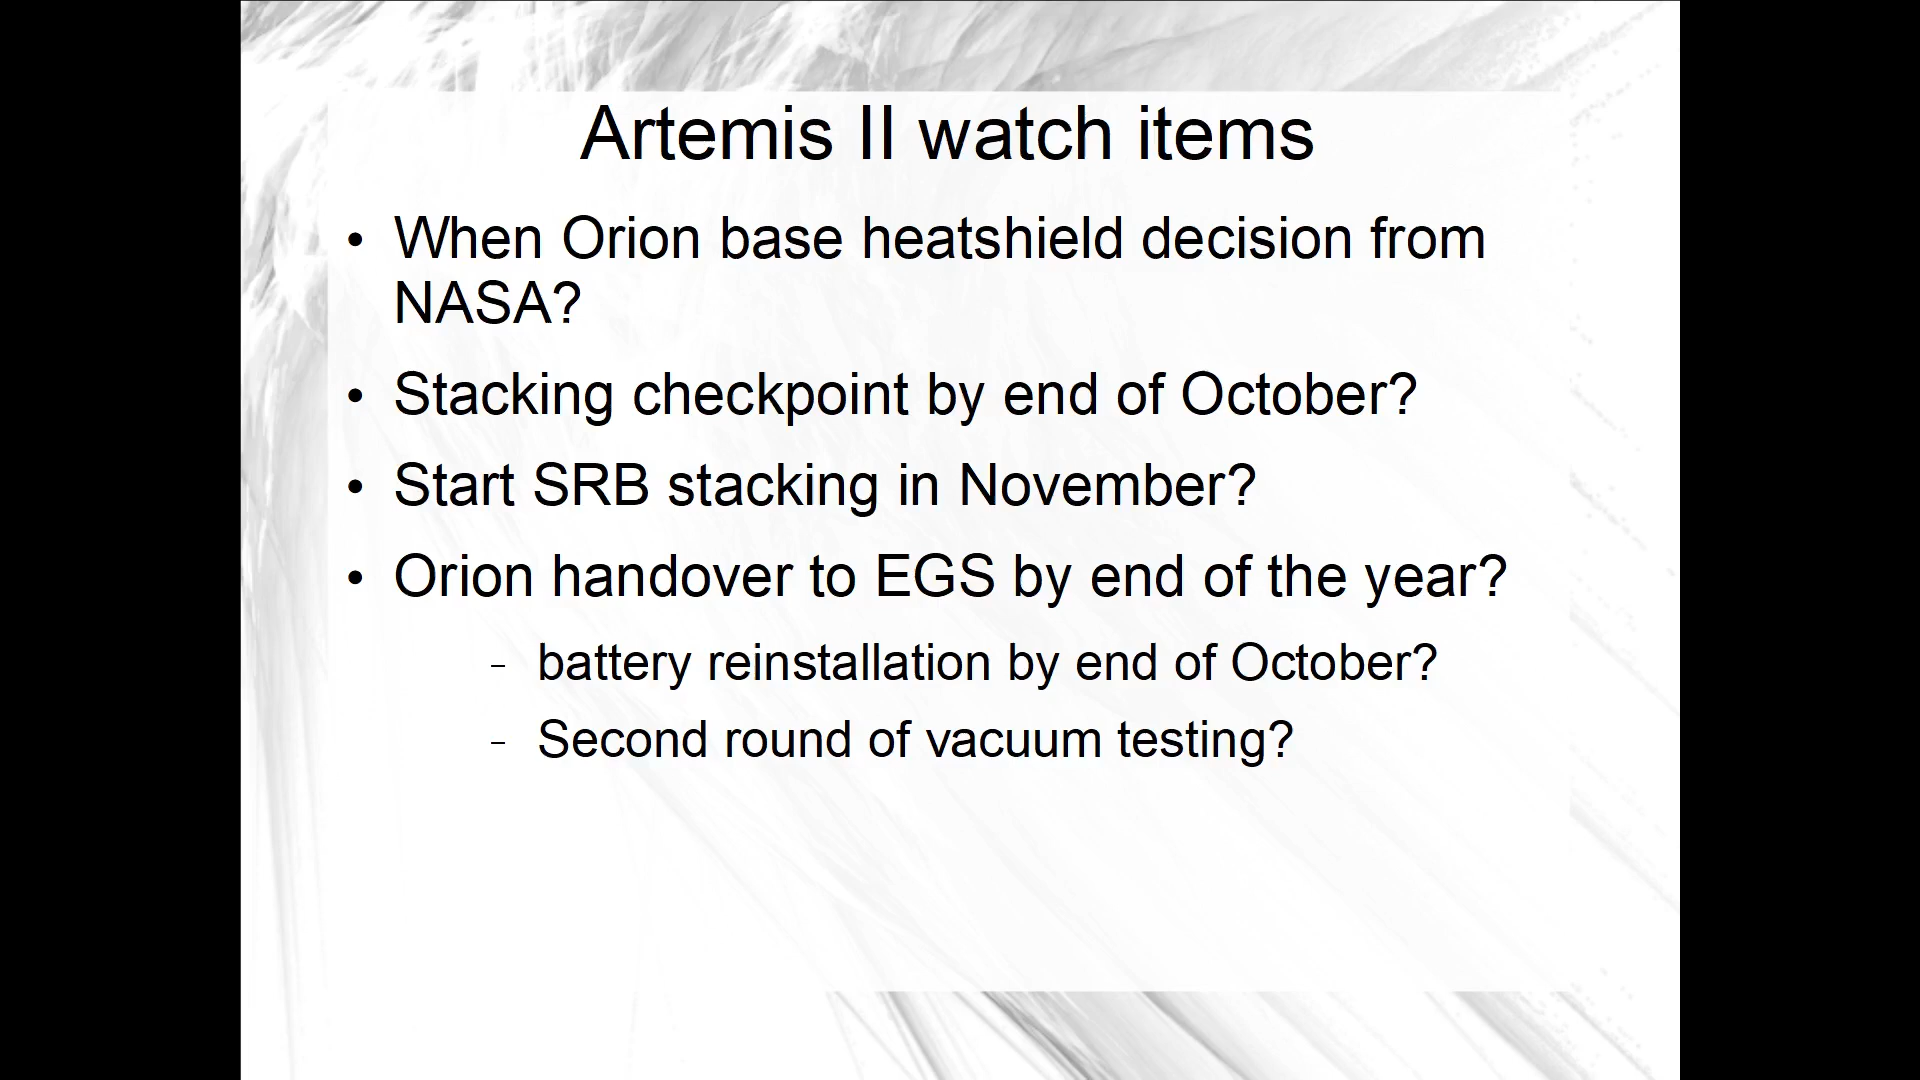 Artemis II watch items
• When Orion base heatshield decision from
NASA?
• Stacking checkpoint by end of October?
• Start SRB stacking in November?
• Orion handover to EGS by end of the year?
– battery reinstallation by end of October?
– Second round of vacuum testing?